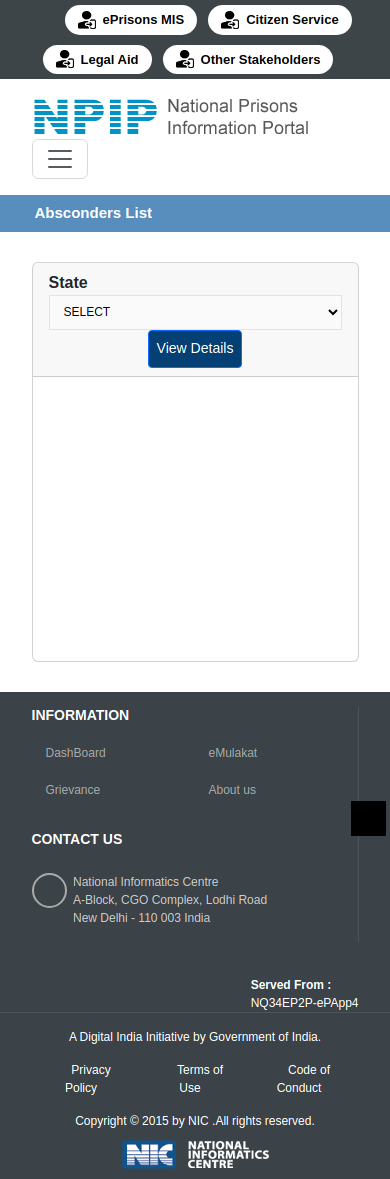 ePrisons MIS
Citizen Service
Legal Aid
Other Stakeholders
NPIP National Prisons
Information Portal
Absconders List
State
SELECT
View Details
INFORMATION
DashBoard
eMulakat
Grievance
About us
CONTACT US
National Informatics Centre
A-Block, CGO Complex, Lodhi Road
New Delhi - 110 003 India
Served From :
NQ34EP2P-ePApp4
A Digital India Initiative by Government of India.
Privacy
Policy
Terms of
Use
Code of
Conduct
Copyright © 2015 by NIC .All rights reserved.
NIC
NATIONAL
INFORMATICS
CENTRE